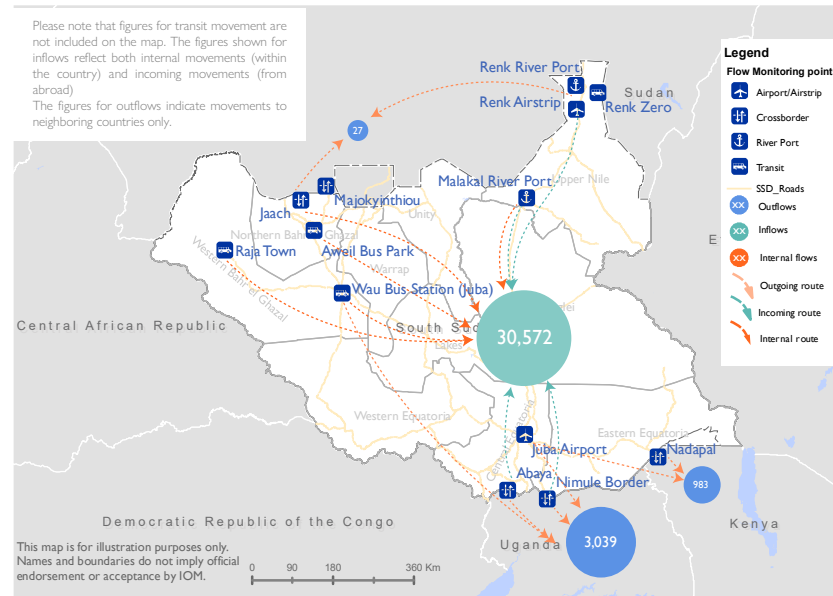 Please note that figures for transit movement are
not included on the map. The figures shown for
inflows reflect both internal movements (within
the country) and incoming movements (from
abroad)
The figures for outflows indicate movements to
neighboring countries only.
Legend
Flow Monitoring point
Airport/Airstrip
Crossborder
River Port
Transit
SSD_Roads
XX Outflows
XX Inflows
XX Internal flows
Outgoing route
Incoming route
Internal route
Renk River Port
Sudan
Renk Airstrip
Renk Zero
27
Malakal River Port
Upper Nile
Majokyinthiou
Jaach
Unity
Northern Bahr el Ghazal
Raja Town
Aweil Bus Park
Western Bahr el Ghazal
Warrap
Wau Bus Station (Juba)
Central African Republic
South Su
30,572
Lakes
Western Equatoria
Central Equatoria
Eastern Equatoria
Juba Airport
Nadapal
Abaya
Nimule Border
983
Democratic Republic of the Congo
Kenya
Uganda
3,039
This map is for illustration purposes only.
Names and boundaries do not imply official
endorsement or acceptance by IOM.
0 90 180 360 Km